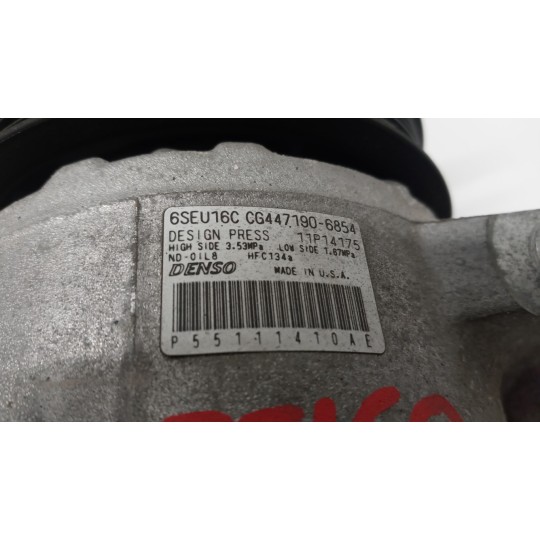 6SEU16C CG447190-6854
DESIGN PRESS 11P14175
HIGH SIDE 3.53MPa LOW SIDE 1.67MPa
ND-OIL8 HFC134a
DENSO MADE IN U.S.A.
P55111410AE